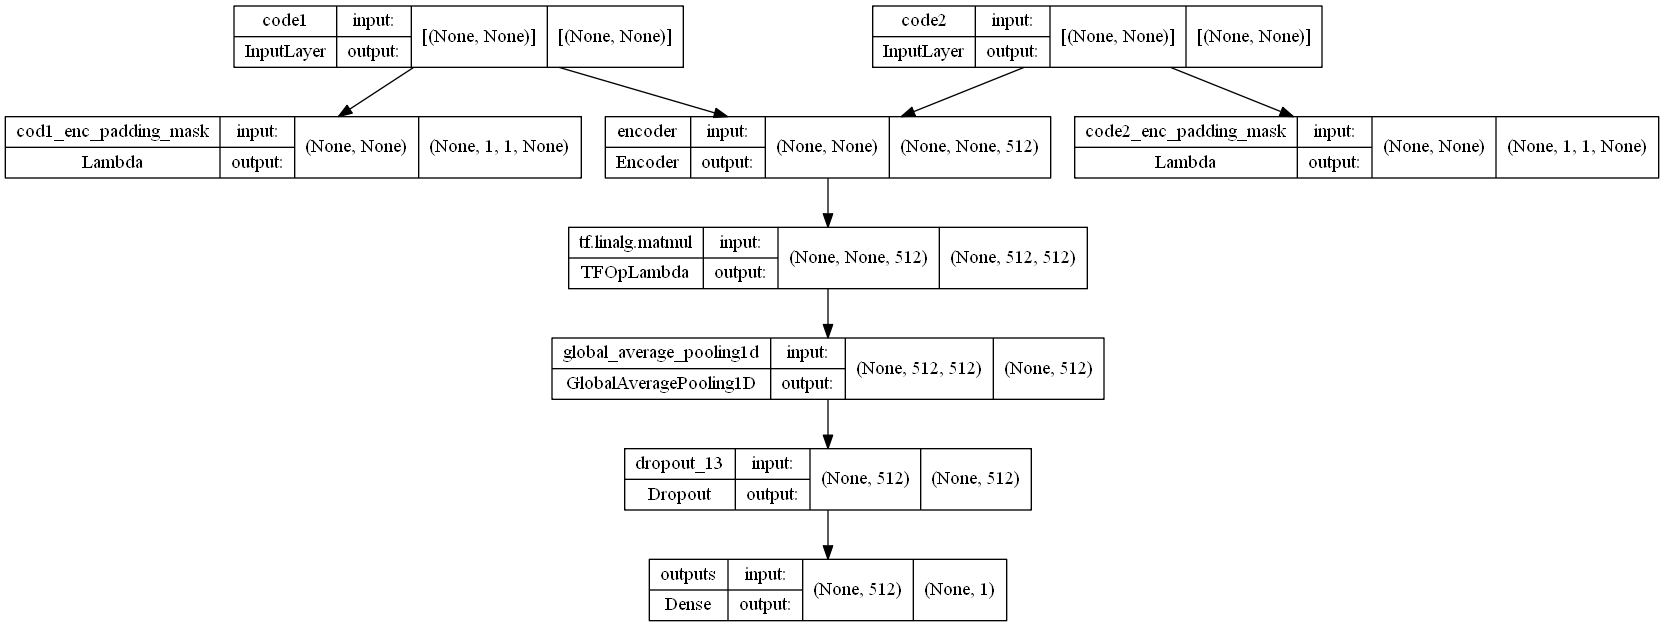 code1 input: [(None, None)] [(None, None)]
InputLayer output:
code2 input: [(None, None)] [(None, None)]
InputLayer output:
cod1_enc_padding_mask input: (None, None) (None, 1, 1, None)
Lambda output:
encoder input: (None, None) (None, None, 512)
Encoder output:
code2_enc_padding_mask input: (None, None) (None, 1, 1, None)
Lambda output:
tf.linalg.matmul input: (None, None, 512) (None, 512, 512)
TFOpLambda output:
global_average_pooling1d input: (None, 512, 512) (None, 512)
GlobalAveragePooling1D output:
dropout_13 input: (None, 512) (None, 512)
Dropout output:
outputs input: (None, 512) (None, 1)
Dense output: